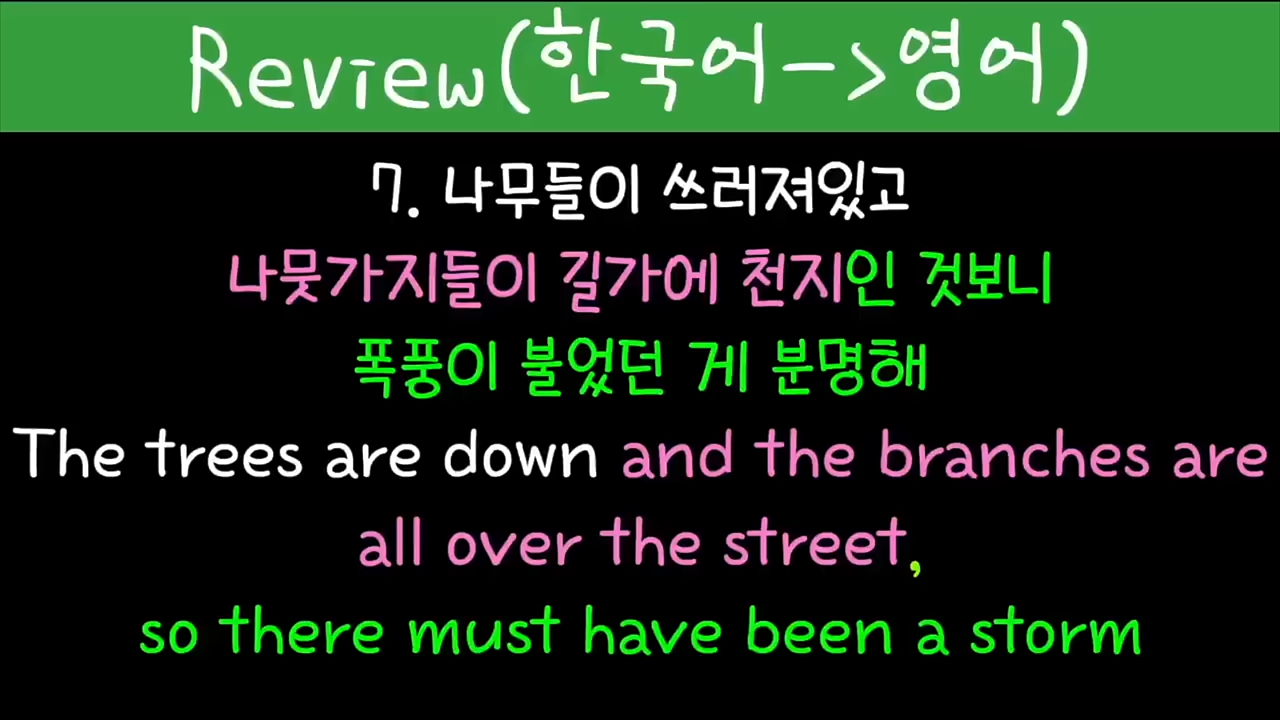 Review(한국어->영어)
7. 나무들이 쓰러져있고
나뭇가지들이 길가에 천지인 것보니
폭풍이 불었던 게 분명해
The trees are down and the branches are
all over the street,
so there must have been a storm